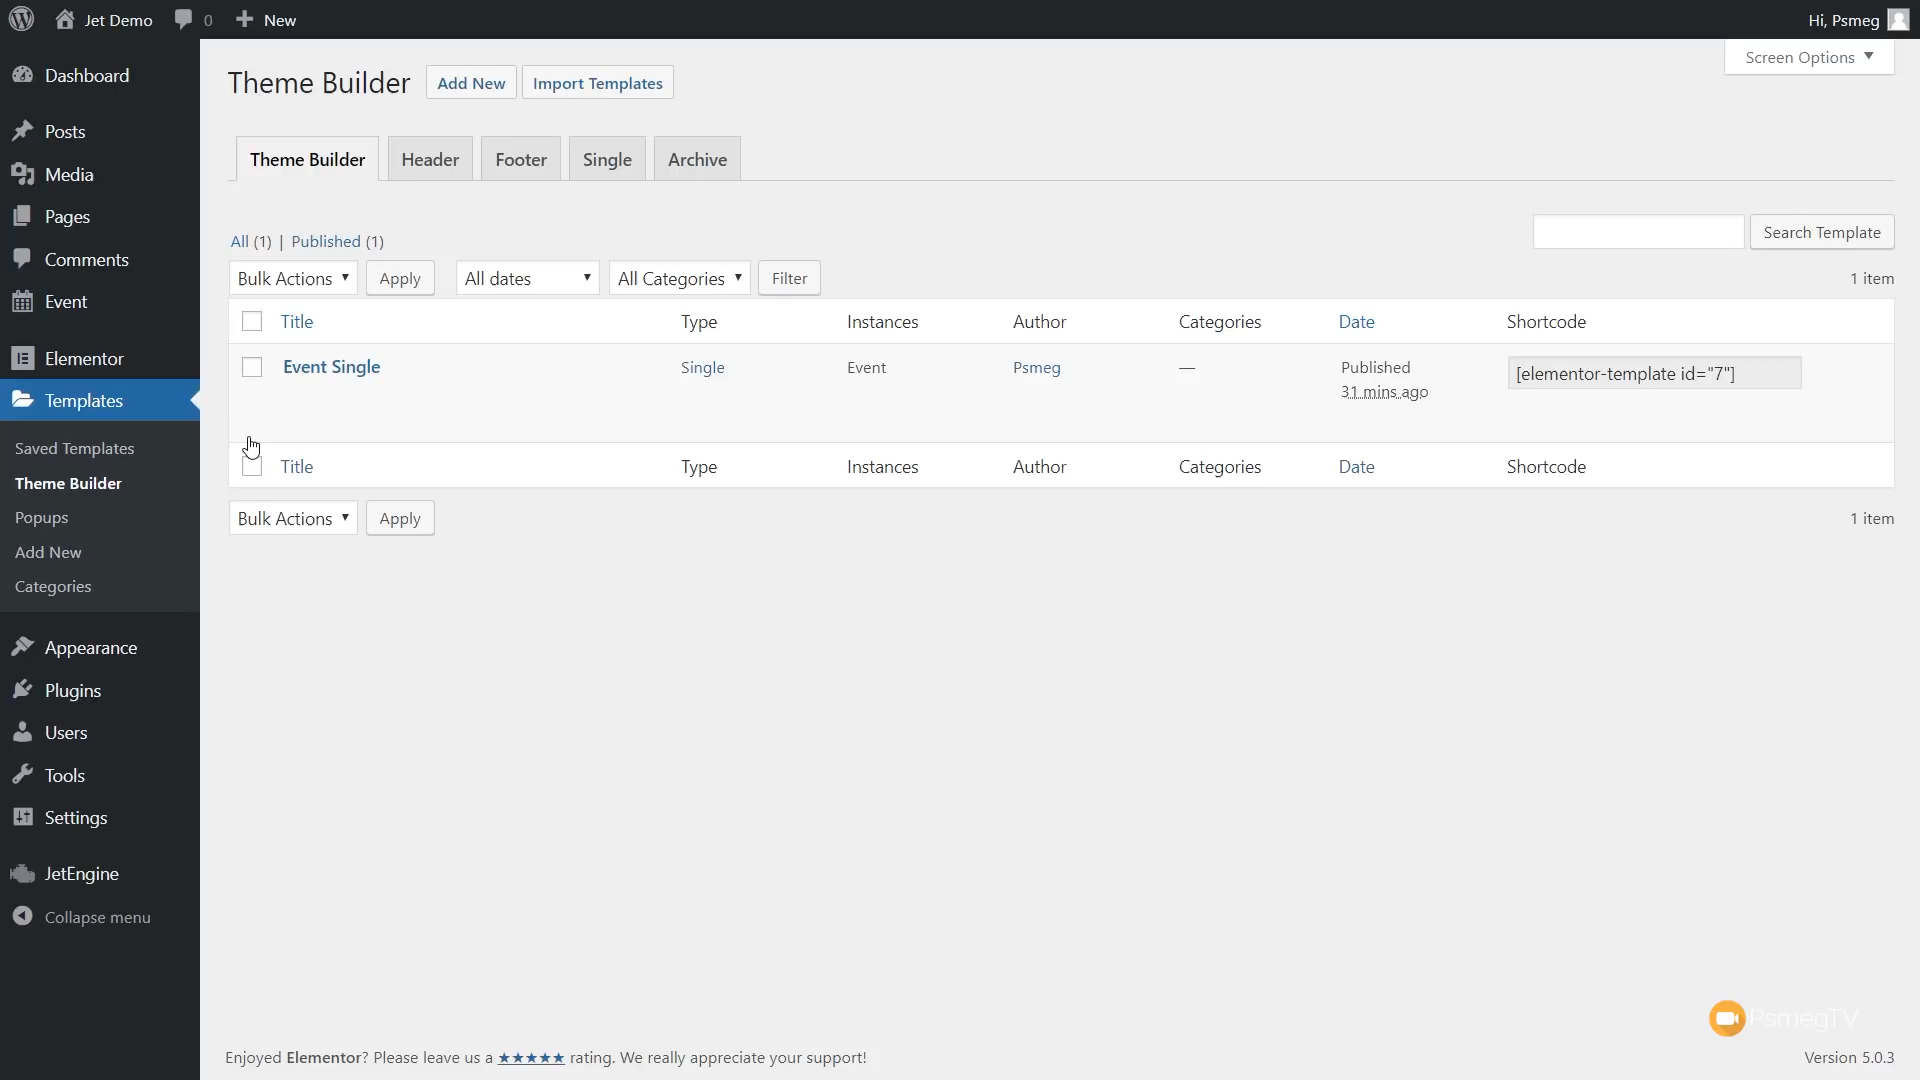 Jet Demo 0 New Hi, Psmeg
Screen Options
Dashboard
Posts
Media
Pages
Comments
Event
Elementor
Templates
Saved Templates
Theme Builder
Popups
Add New
Categories
Appearance
Plugins
Users
Tools
Settings
JetEngine
Collapse menu
Theme Builder Add New Import Templates
Theme Builder Header Footer Single Archive
All (1) | Published (1)
Search Template
Bulk Actions Apply All dates All Categories Filter 1 item
Title Type Instances Author Categories Date Shortcode
Event Single Single Event Psmeg — Published [elementor-template id="7"]
31 mins ago
Title Type Instances Author Categories Date Shortcode
Bulk Actions Apply 1 item
PsmegTV
Enjoyed Elementor? Please leave us a ★★★★★ rating. We really appreciate your support! Version 5.0.3